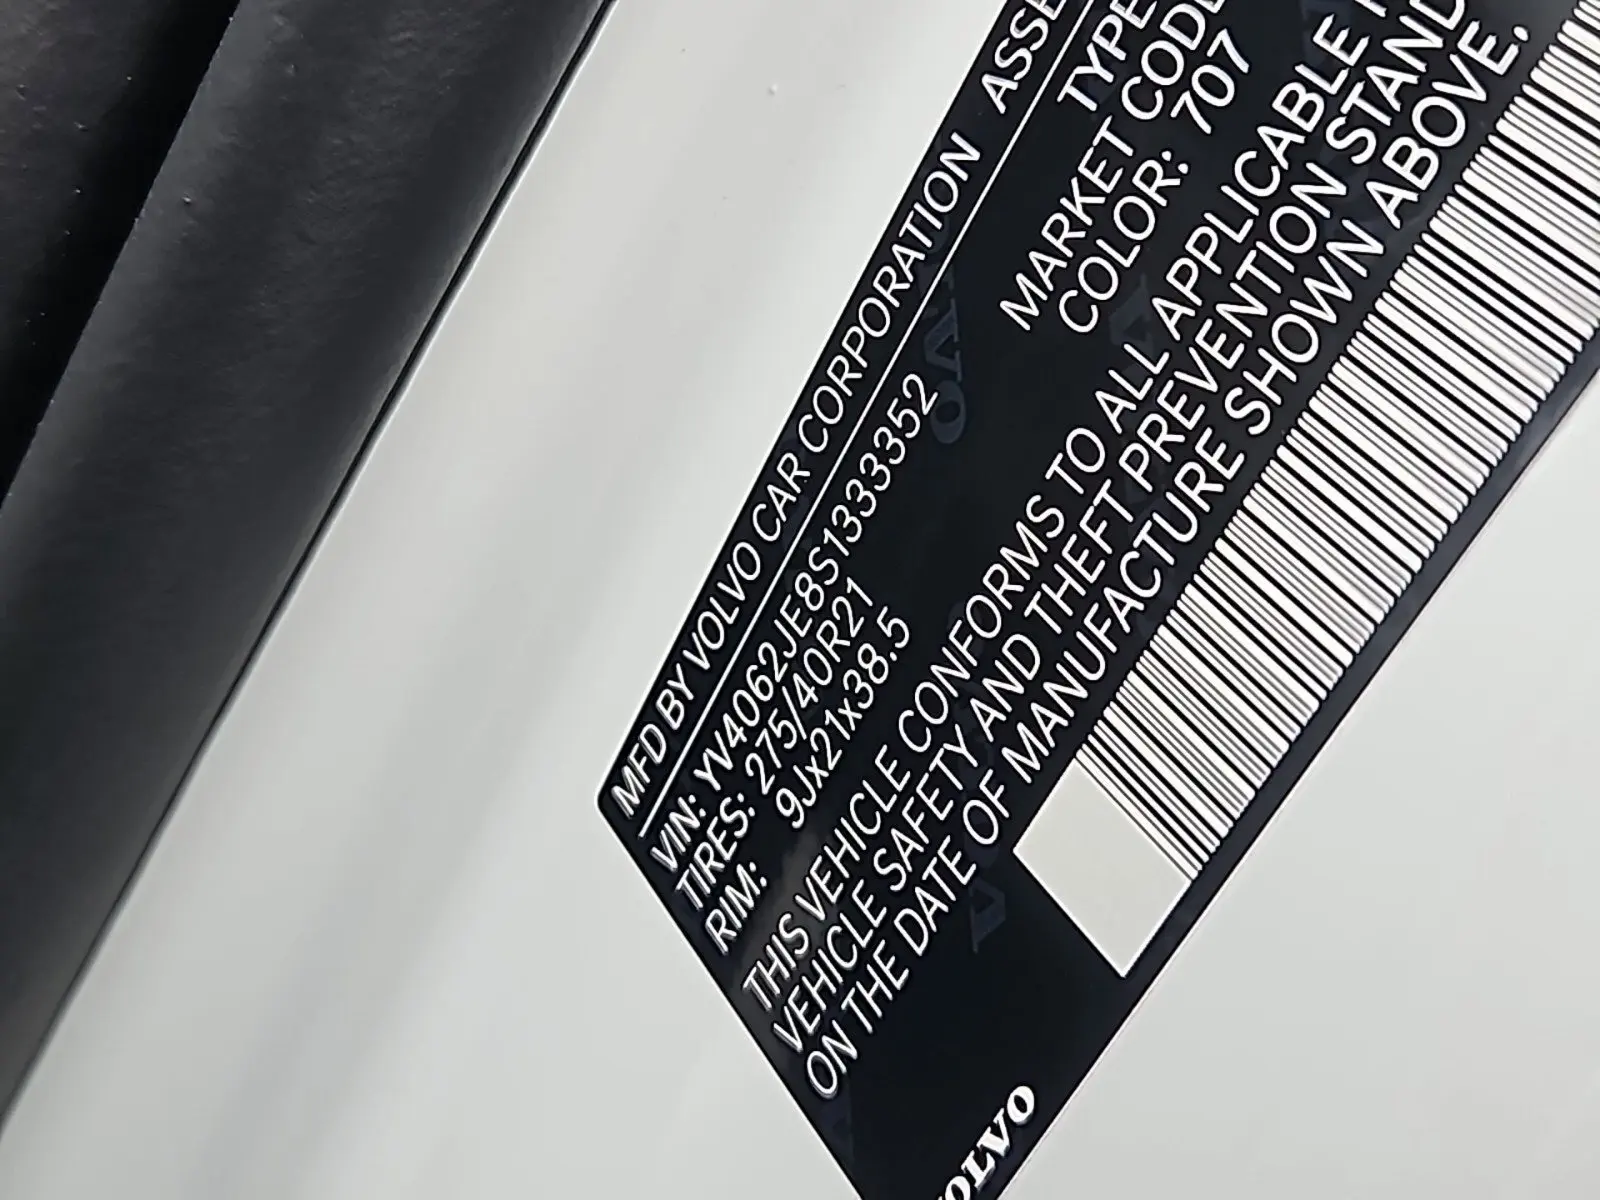 MFD BY VOLVO CAR CORPORATION ASSE
VIN: YV4062JE8S1333352
TIRES: 275/40R21
RIM: 9Jx21x38.5
TYPE
MARKET CODE
COLOR: 707
THIS VEHICLE CONFORMS TO ALL APPLICABLE
VEHICLE SAFETY AND THEFT PREVENTION STAND
ON THE DATE OF MANUFACTURE SHOWN ABOVE.
OLVO